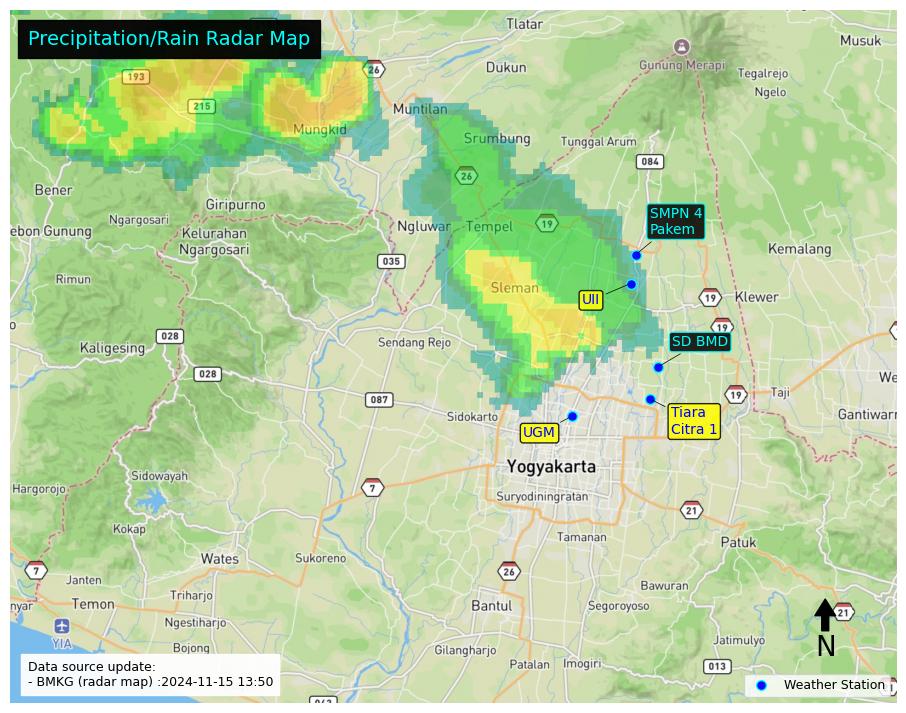 Precipitation/Rain Radar Map
Tlatar
Musuk
Gunung Merapi
26
Dukun
193
Tegalrejo
Ngelo
215
Muntilan
Mungkid
Srumbung
Tunggal Arum
084
26
Bener
Giripurno
SMPN 4
Pakem
Ngargosari
ebon Gunung
Kelurahan
Ngargosari
Ngluwar
Tempel
19
Kemalang
035
Rimun
Sleman
UII
19
Klewer
19
028
Kaligesing
Sendang Rejo
SD BMD
028
We
087
19
Taji
Sidokarto
Tiara
Citra 1
Gantiwarn
UGM
Yogyakarta
Sidowayah
Hargorojo
7
Suryodiningratan
21
Kokap
Tamanan
Patuk
Wates
Sukoreno
7
26
Janten
Bawuran
Triharjo
nyar
Temon
Bantul
Segoroyoso
21
Ngestiharjo
YIA
N
Bojong
Gilangharjo
Jatimulyo
Patalan
Imogiri
013
Data source update:
- BMKG (radar map) :2024-11-15 13:50
Weather Station